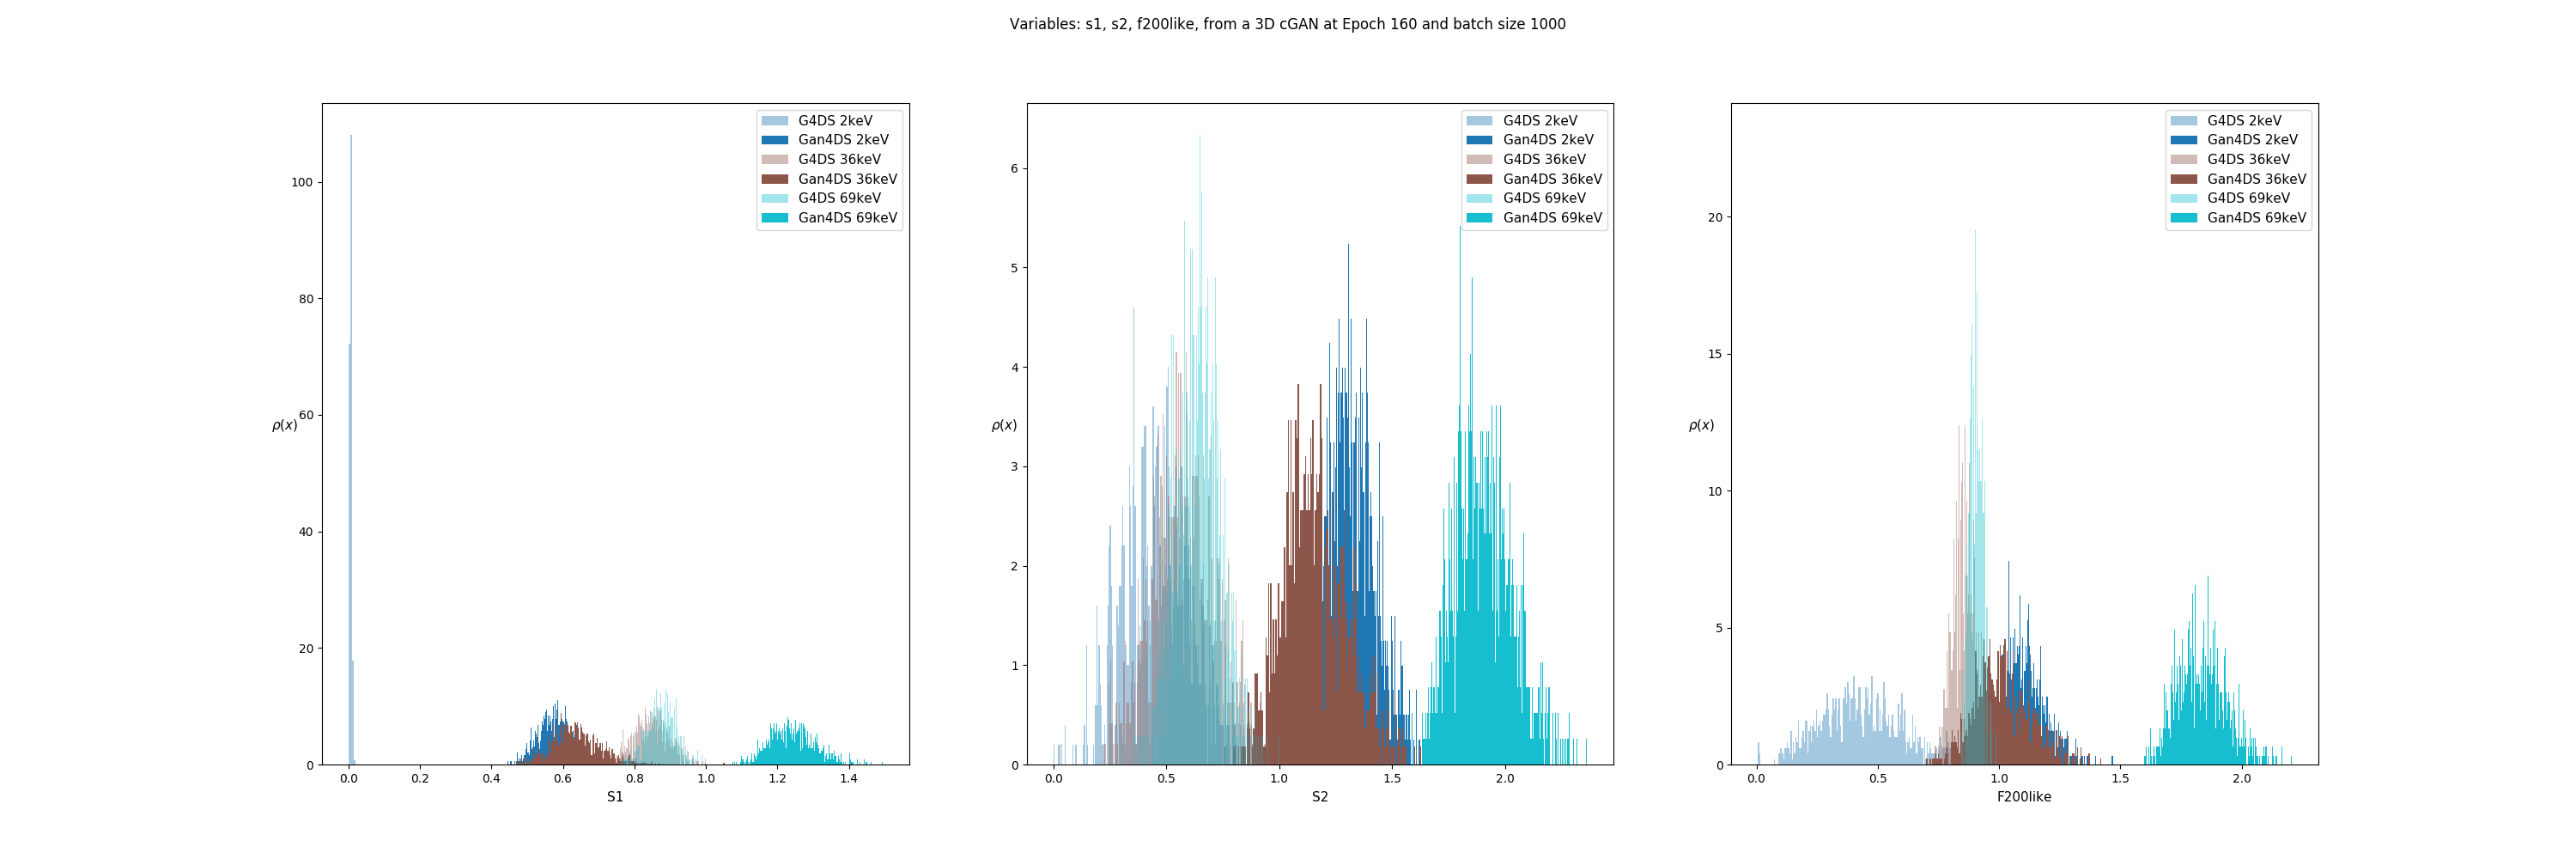 Variables: s1, s2, f200like, from a 3D cGAN at Epoch 160 and batch size 1000
G4DS 2keV
Gan4DS 2keV
G4DS 36keV
Gan4DS 36keV
G4DS 69keV
Gan4DS 69keV
100
80
60
40
20
0
ρ(x)
0.0 0.2 0.4 0.6 0.8 1.0 1.2 1.4
S1
G4DS 2keV
Gan4DS 2keV
G4DS 36keV
Gan4DS 36keV
G4DS 69keV
Gan4DS 69keV
6
5
4
3
2
1
0
ρ(x)
0.0 0.5 1.0 1.5 2.0
S2
G4DS 2keV
Gan4DS 2keV
G4DS 36keV
Gan4DS 36keV
G4DS 69keV
Gan4DS 69keV
20
15
10
5
0
ρ(x)
0.0 0.5 1.0 1.5 2.0
F200like